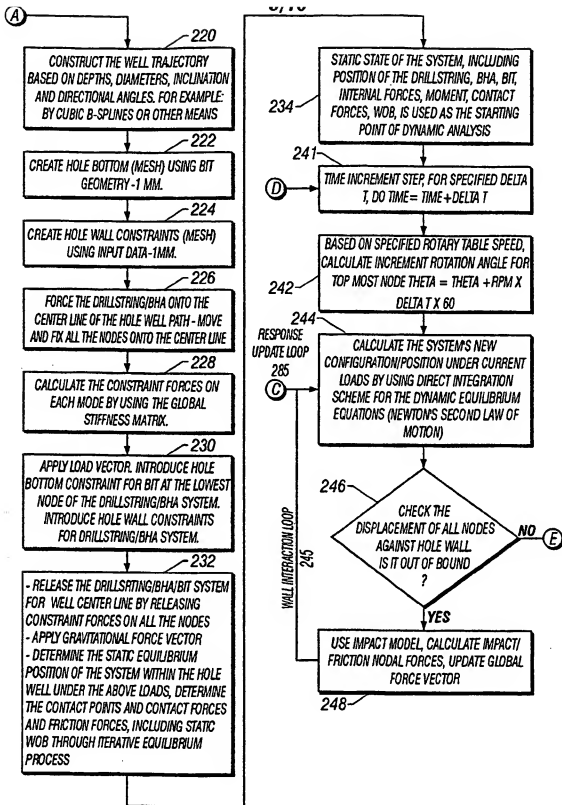 A
220
CONSTRUCT THE WELL TRAJECTORY
BASED ON DEPTHS, DIAMETERS, INCLINATION
AND DIRECTIONAL ANGLES. FOR EXAMPLE:
BY CUBIC B-SPLINES OR OTHER MEANS
222
CREATE HOLE BOTTOM (MESH) USING BIT
GEOMETRY -1 MM.
224
CREATE HOLE WALL CONSTRAINTS (MESH)
USING INPUT DATA-1MM.
226
FORCE THE DRILLSTRING/BHA ONTO THE
CENTER LINE OF THE HOLE WELL PATH - MOVE
AND FIX ALL THE NODES ONTO THE CENTER LINE
228
CALCULATE THE CONSTRAINT FORCES ON
EACH MODE BY USING THE GLOBAL
STIFFNESS MATRIX.
230
APPLY LOAD VECTOR. INTRODUCE HOLE
BOTTOM CONSTRAINT FOR BIT AT THE LOWEST
NODE OF THE DRILLSTRING/BHA SYSTEM.
INTRODUCE HOLE WALL CONSTRAINTS
FOR DRILLSTRING/BHA SYSTEM.
232
- RELEASE THE DRILLSRTING/BHA/BIT SYSTEM
FOR WELL CENTER LINE BY RELEASING
CONSTRAINT FORCES ON ALL THE NODES
- APPLY GRAVITATIONAL FORCE VECTOR
- DETERMINE THE STATIC EQUILIBRIUM
POSITION OF THE SYSTEM WITHIN THE HOLE
WELL UNDER THE ABOVE LOADS, DETERMINE
THE CONTACT POINTS AND CONTACT FORCES
AND FRICTION FORCES, INCLUDING STATIC
WOB THROUGH ITERATIVE EQUILIBRIUM
PROCESS
STATIC STATE OF THE SYSTEM, INCLUDING
POSITION OF THE DRILLSTRING, BHA, BIT,
INTERNAL FORCES, MOMENT, CONTACT
FORCES, WOB, IS USED AS THE STARTING
POINT OF DYNAMIC ANALYSIS
234
241
D
TIME INCREMENT STEP, FOR SPECIFIED DELTA
T, DO TIME= TIME+DELTA T
BASED ON SPECIFIED ROTARY TABLE SPEED,
CALCULATE INCREMENT ROTATION ANGLE FOR
TOP MOST NODE THETA = THETA +RPM X
DELTA T X 60
242
244
RESPONSE
UPDATE LOOP
285
C
CALCULATE THE SYSTEM'S NEW
CONFIGURATION/POSITION UNDER CURRENT
LOADS BY USING DIRECT INTEGRATION
SCHEME FOR THE DYNAMIC EQUILIBRIUM
EQUATIONS (NEWTON'S SECOND LAW OF
MOTION)
WALL INTERACTION LOOP
245
246
CHECK THE
DISPLACEMENT OF ALL NODES
AGAINST HOLE WALL.
IS IT OUT OF BOUND
?
NO
E
YES
USE IMPACT MODEL, CALCULATE IMPACT/
FRICTION NODAL FORCES, UPDATE GLOBAL
FORCE VECTOR
248